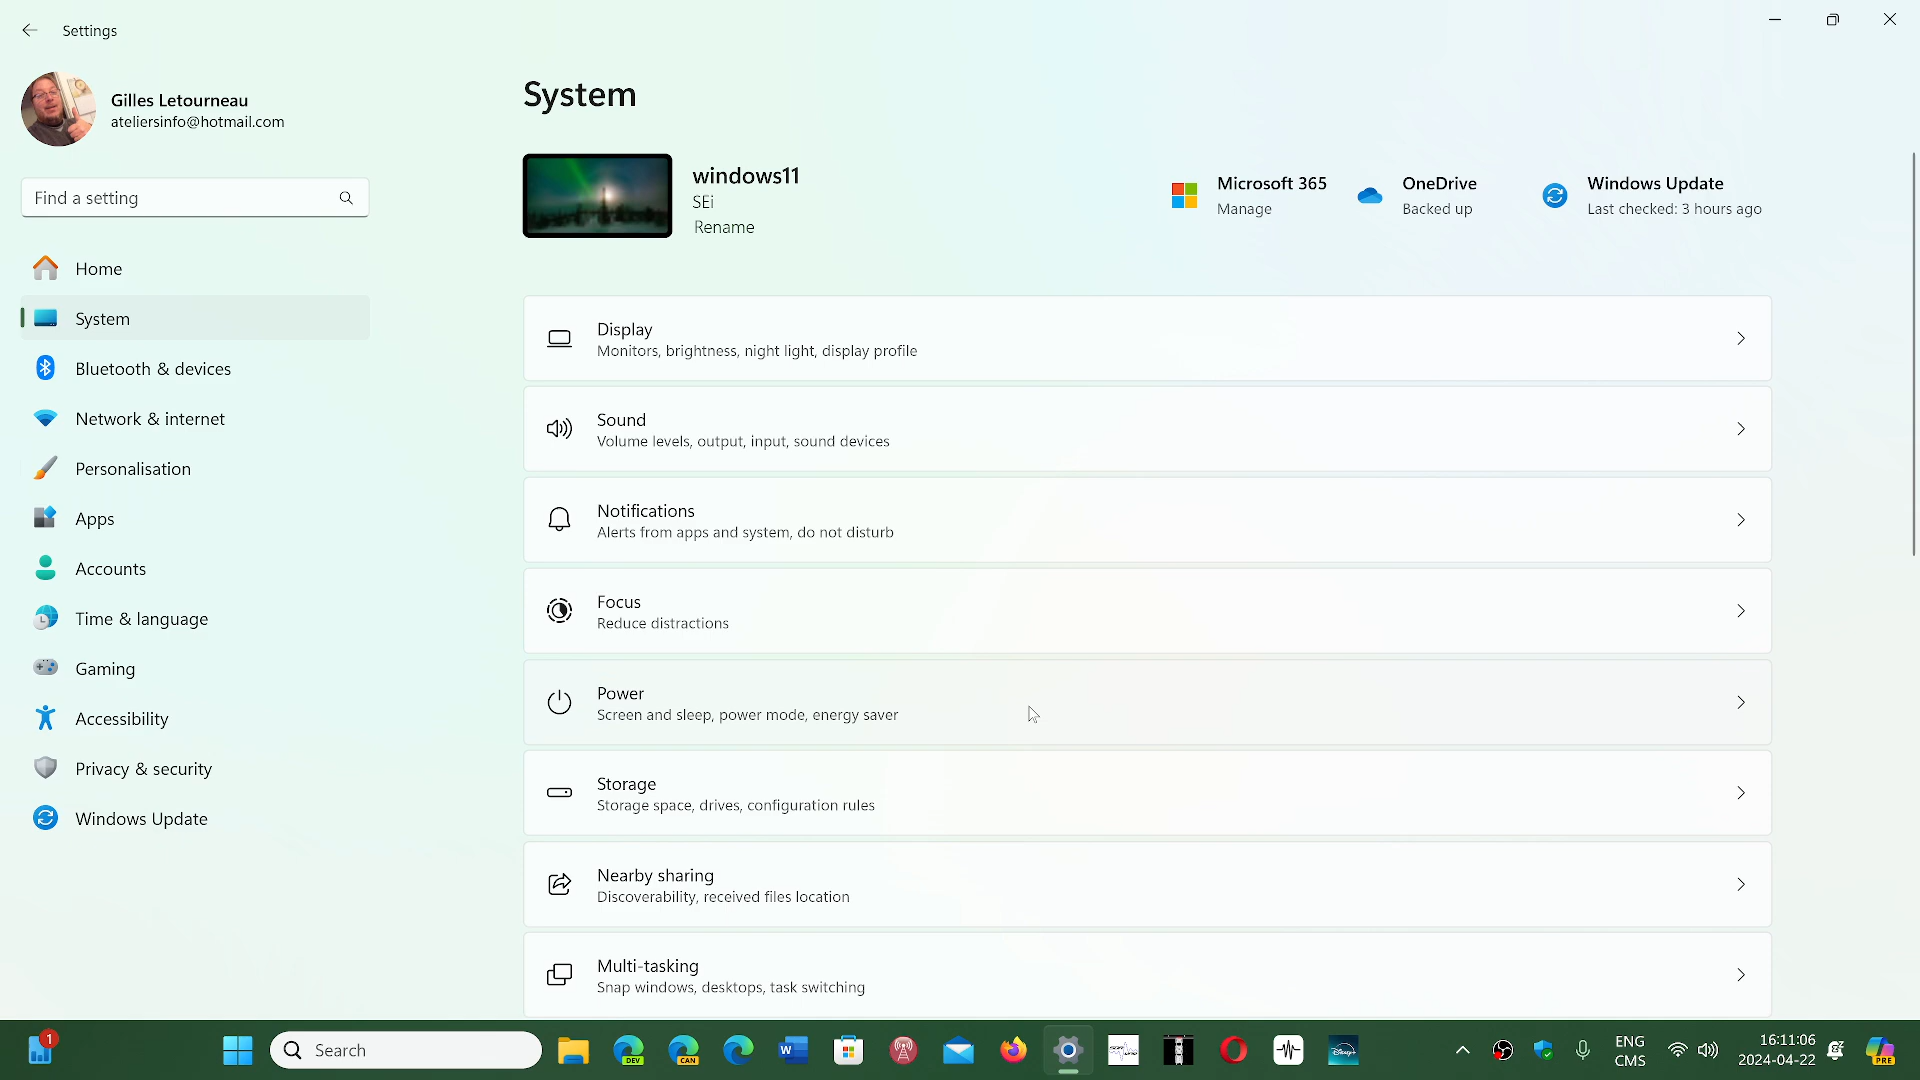 Settings
Gilles Letourneau
ateliersinfo@hotmail.com
Find a setting
Home
System
Bluetooth & devices
Network & internet
Personalisation
Apps
Accounts
Time & language
Gaming
Accessibility
Privacy & security
Windows Update
System
windows11
SEi
Rename
Microsoft 365
Manage
OneDrive
Backed up
Windows Update
Last checked: 3 hours ago
Display
Monitors, brightness, night light, display profile
Sound
Volume levels, output, input, sound devices
Notifications
Alerts from apps and system, do not disturb
Focus
Reduce distractions
Power
Screen and sleep, power mode, energy saver
Storage
Storage space, drives, configuration rules
Nearby sharing
Discoverability, received files location
Multi-tasking
Snap windows, desktops, task switching
1
Search
DEV
CAN
W
Disney+
ENG
CMS
16:11:06
2024-04-22
PRE